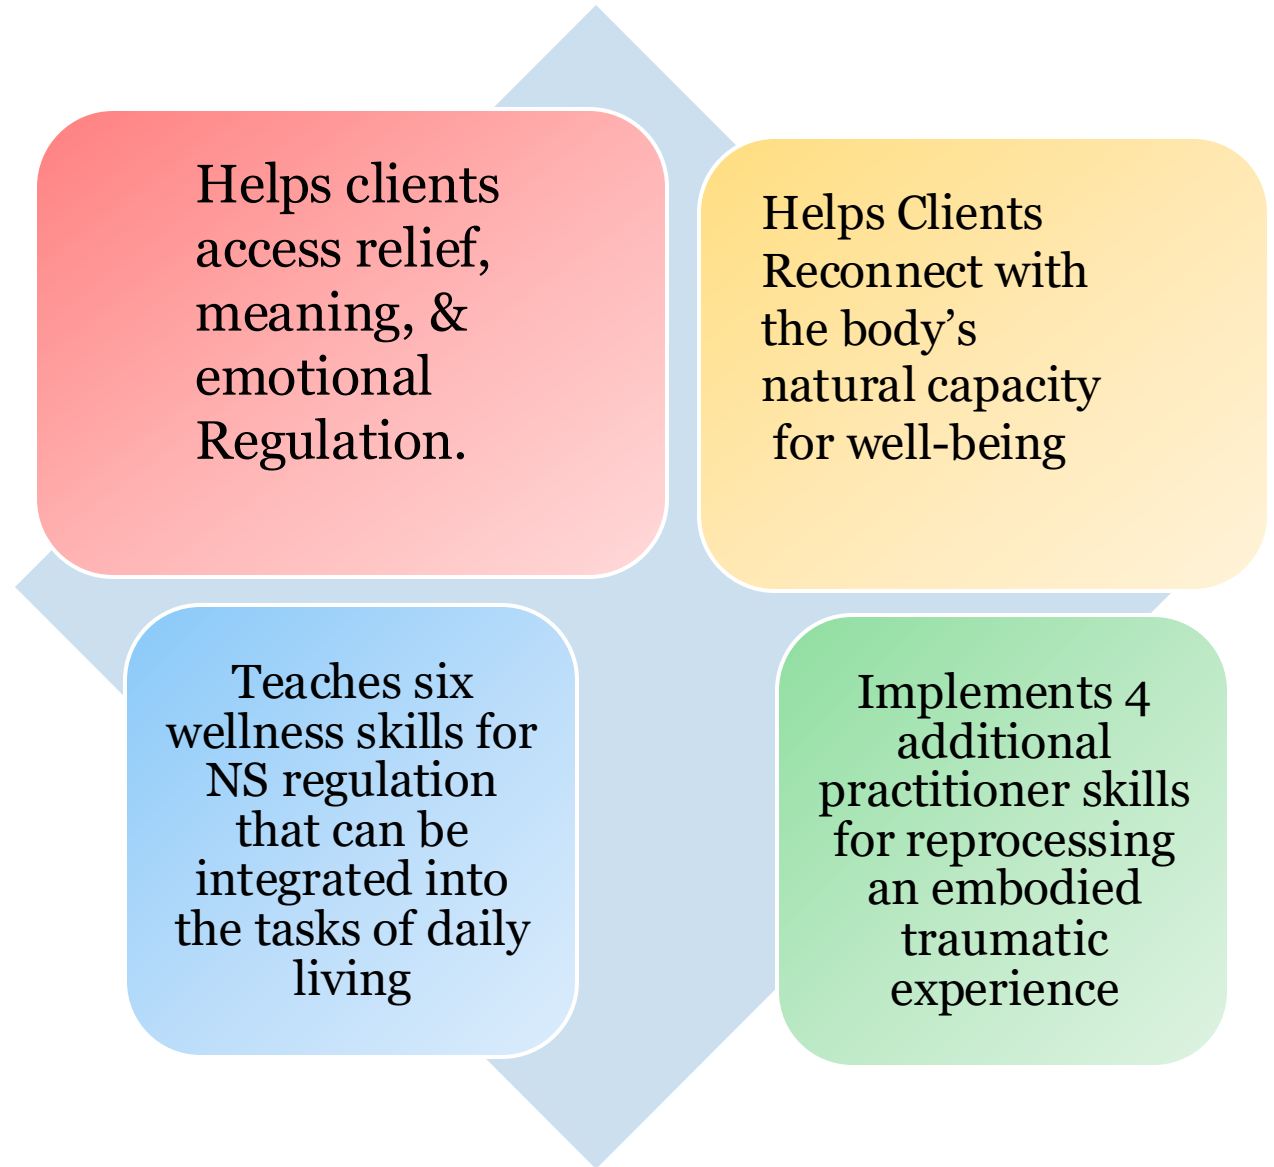 Helps clients
access relief,
meaning, &
emotional
Regulation.
Helps Clients
Reconnect with
the body’s
natural capacity
for well-being
Teaches six
wellness skills for
NS regulation
that can be
integrated into
the tasks of daily
living
Implements 4
additional
practitioner skills
for reprocessing
an embodied
traumatic
experience